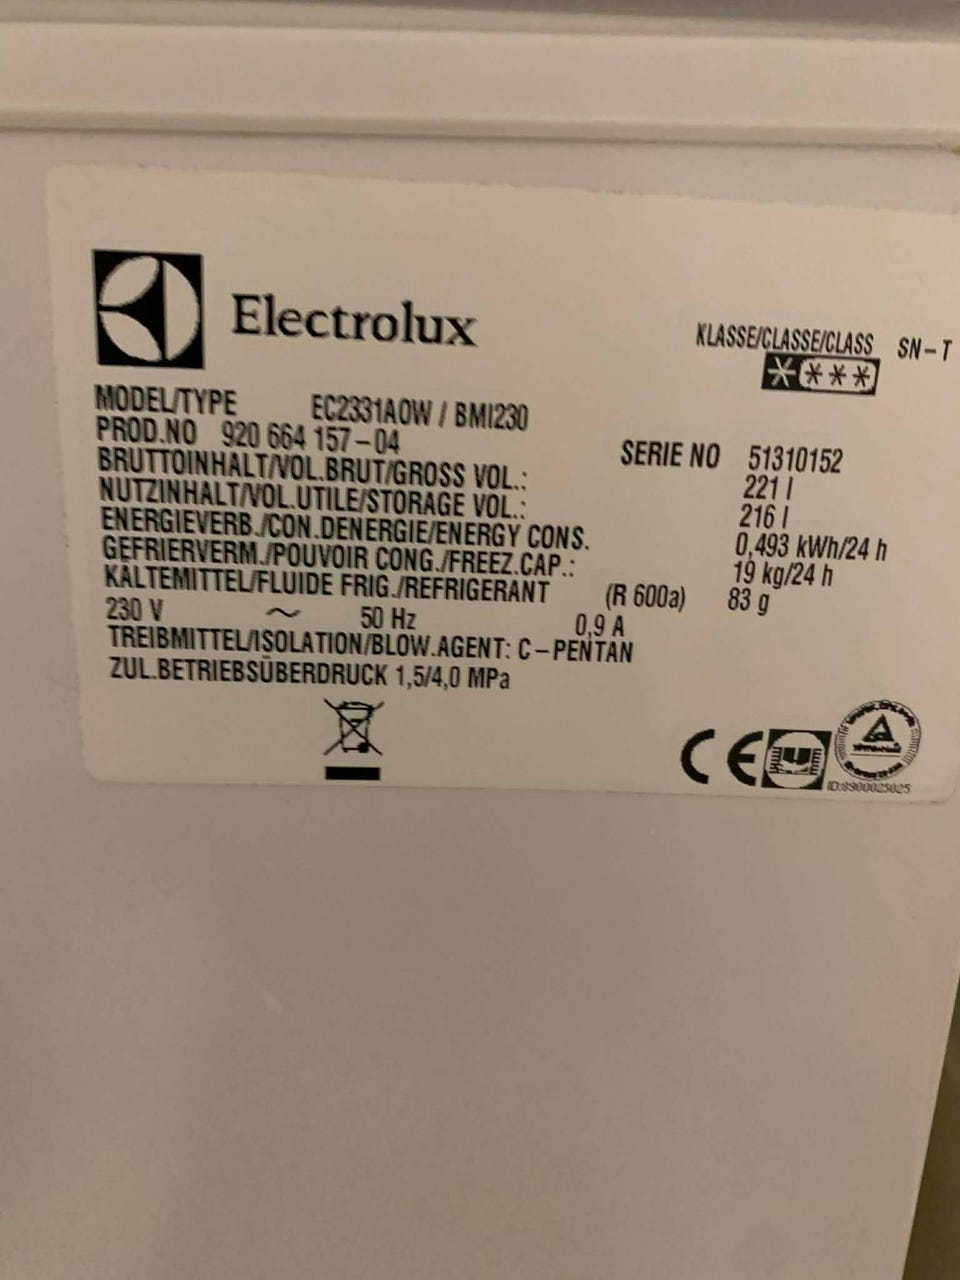 Electrolux
KLASSE/CLASSE/CLASS SN-T
MODEL/TYPE EC2331AOW / BMI230
PROD.NO 920 664 157-04 SERIE NO 51310152
BRUTTOINHALT/VOL.BRUT/GROSS VOL.: 221 l
NUTZINHALT/VOL.UTILE/STORAGE VOL.: 216 l
ENERGIEVERB./CON.DENERGIE/ENERGY CONS. 0,493 kWh/24 h
GEFRIERVERM./POUVOIR CONG./FREEZ.CAP.: 19 kg/24 h
KALTEMITTEL/FLUIDE FRIG./REFRIGERANT (R 600a) 83 g
230 V ~ 50 Hz 0,9 A
TREIBMITTEL/ISOLATION/BLOW.AGENT: C-PENTAN
ZUL.BETRIEBSÜBERDRUCK 1,5/4,0 MPa
CE
ID:8900025025